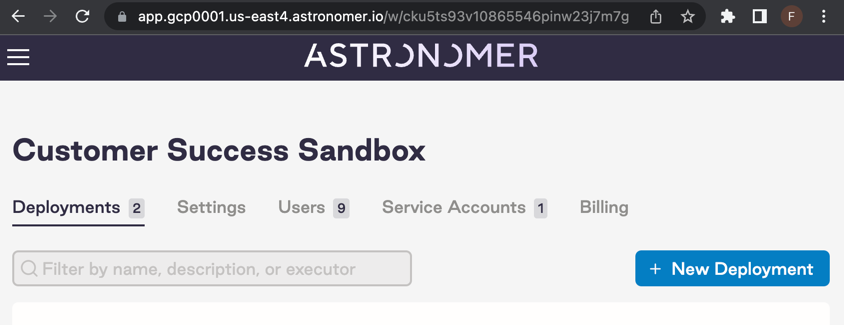 app.gcp0001.us-east4.astronomer.io/w/cku5ts93v10865546pinw23j7m7g
F
ASTRONOMER
Customer Success Sandbox
Deployments 2 Settings Users 9 Service Accounts 1 Billing
Filter by name, description, or executor
+ New Deployment